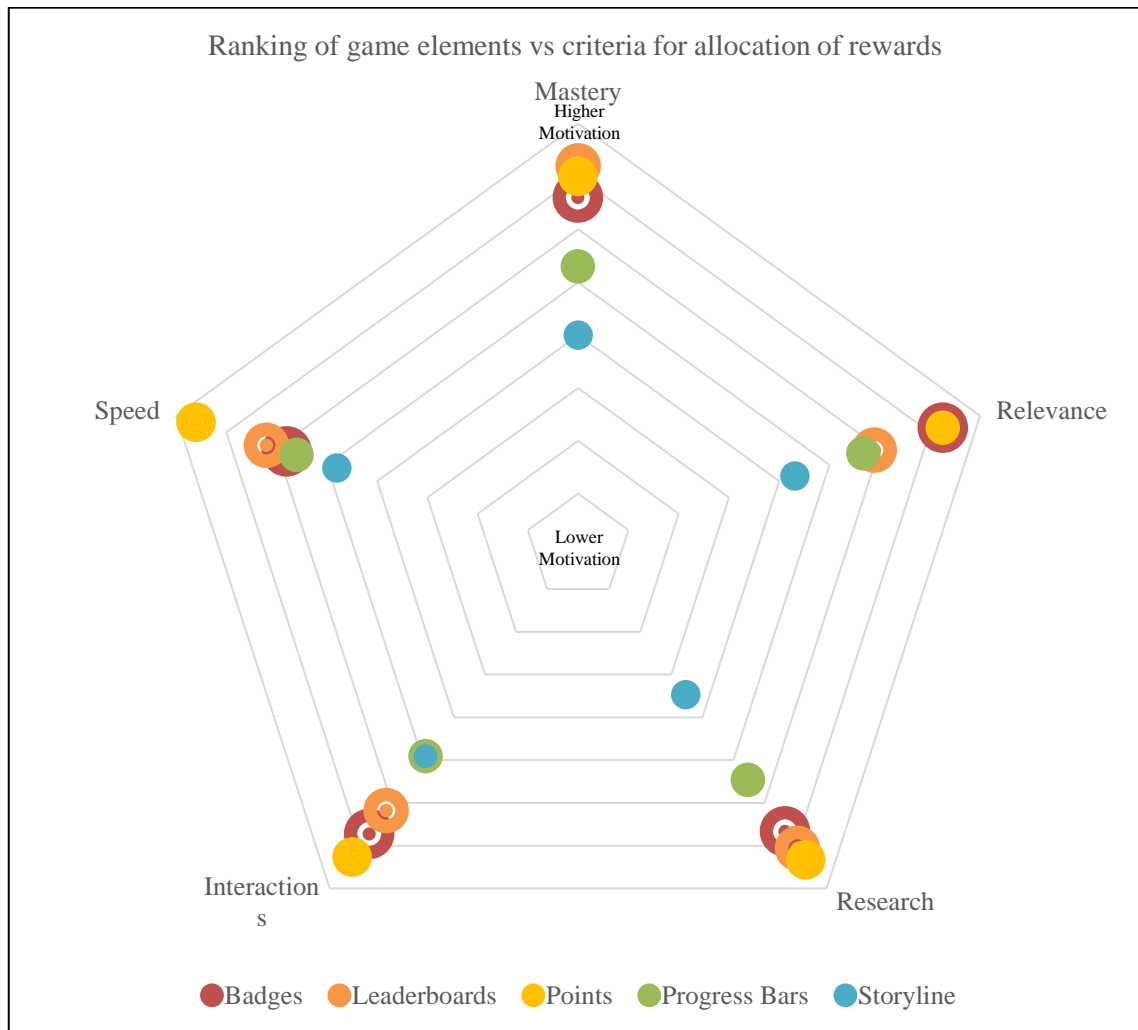 Ranking of game elements vs criteria for allocation of rewards
Mastery
Higher
Motivation
Speed
Relevance
Lower
Motivation
Interaction
s
Research
Badges Leaderboards Points Progress Bars Storyline